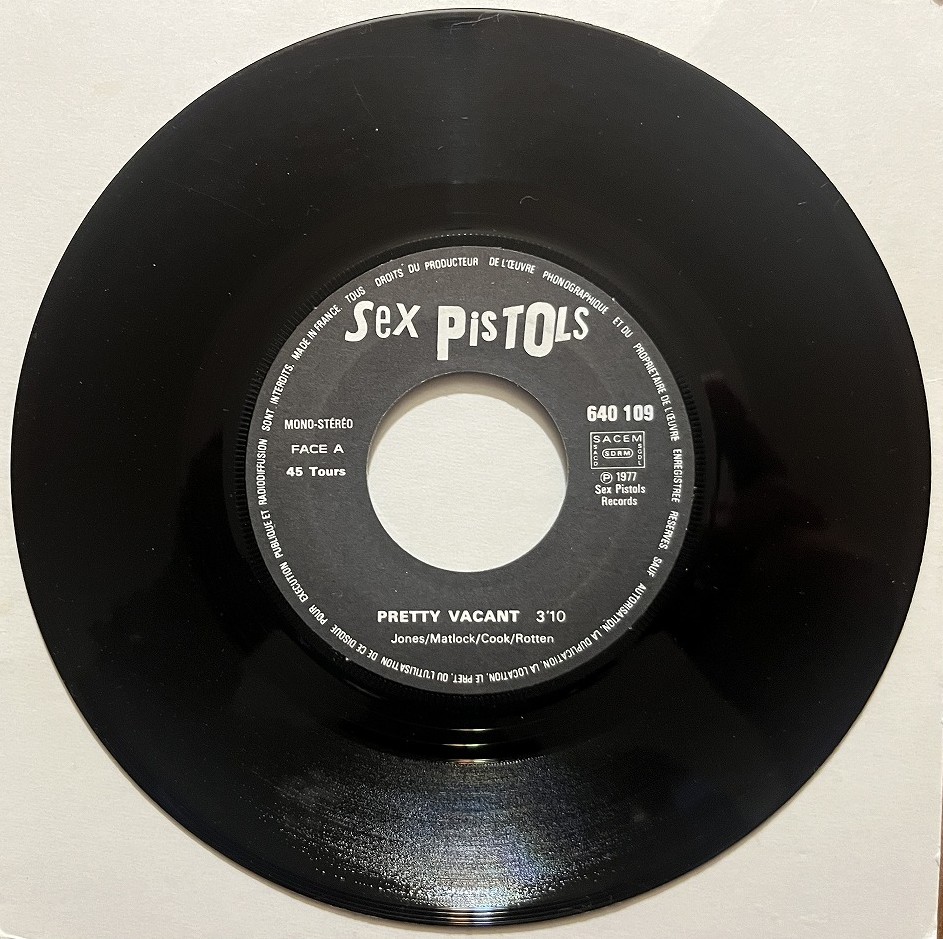 TOUS DROITS DU PRODUCTEUR DE L'ŒUVRE PHONOGRAPHIQUE ET DU PROPRIETAIRE DE L'ŒUVRE ENREGISTREE RESERVES. SAUF AUTORISATION, LA DUPLICATION, LA LOCATION, LE PRET, OU L'UTILISATION DE CE DISQUE POUR EXECUTION PUBLIQUE ET RADIODIFFUSION SONT INTERDITS. MADE IN FRANCE.
Sex PisTOLs
640 109
MONO-STÉRÉO
FACE A
45 Tours
SACEM
SACD
SDRM
SGDL
Ⓟ 1977
Sex Pistols
Records
PRETTY VACANT 3'10
Jones/Matlock/Cook/Rotten